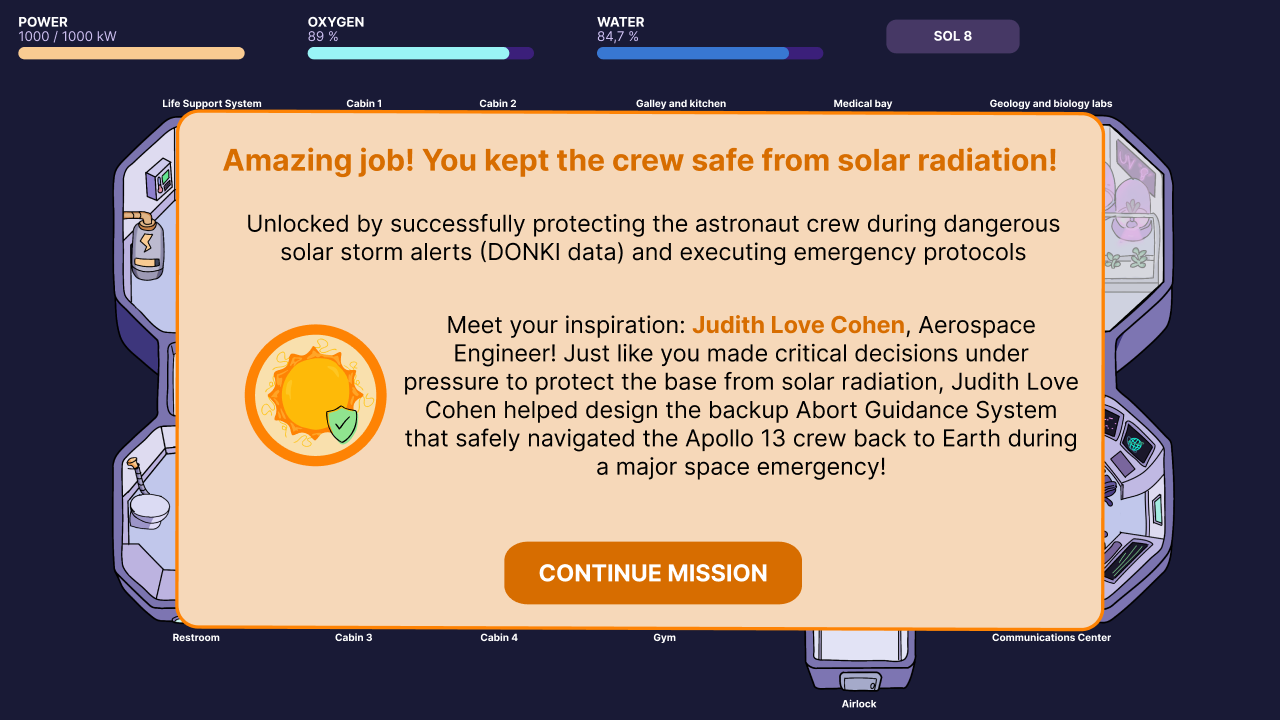 POWER
1000 / 1000 kW
OXYGEN
89 %
WATER
84,7 %
SOL 8
Life Support System
Cabin 1
Cabin 2
Galley and kitchen
Medical bay
Geology and biology labs
Amazing job! You kept the crew safe from solar radiation!
Unlocked by successfully protecting the astronaut crew during dangerous
solar storm alerts (DONKI data) and executing emergency protocols
Meet your inspiration: Judith Love Cohen, Aerospace
Engineer! Just like you made critical decisions under
pressure to protect the base from solar radiation, Judith Love
Cohen helped design the backup Abort Guidance System
that safely navigated the Apollo 13 crew back to Earth during
a major space emergency!
CONTINUE MISSION
Restroom
Cabin 3
Cabin 4
Gym
Communications Center
Airlock